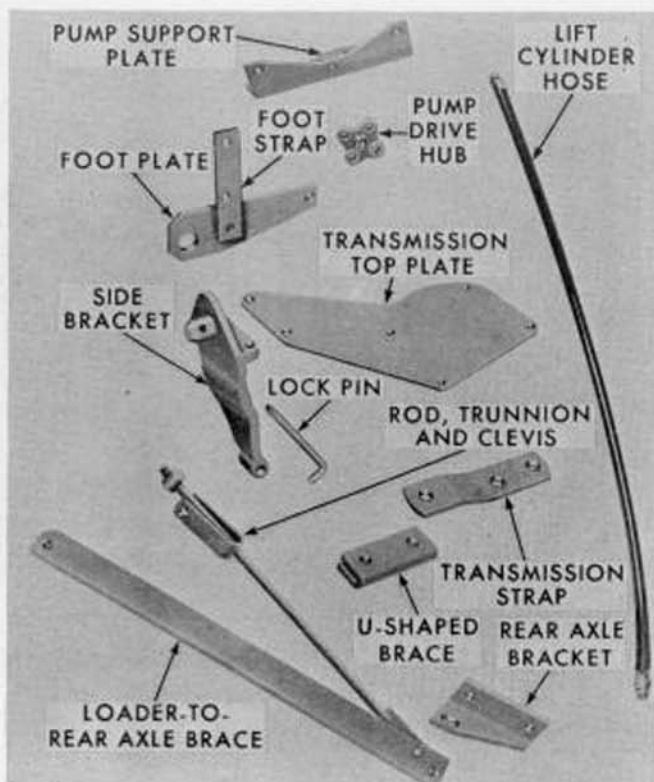 PUMP SUPPORT
PLATE
LIFT
CYLINDER
HOSE
FOOT
STRAP
PUMP
DRIVE
HUB
FOOT PLATE
TRANSMISSION
TOP PLATE
SIDE
BRACKET
LOCK PIN
ROD, TRUNNION
AND CLEVIS
TRANSMISSION
STRAP
U-SHAPED
BRACE
REAR AXLE
BRACKET
LOADER-TO-
REAR AXLE BRACE